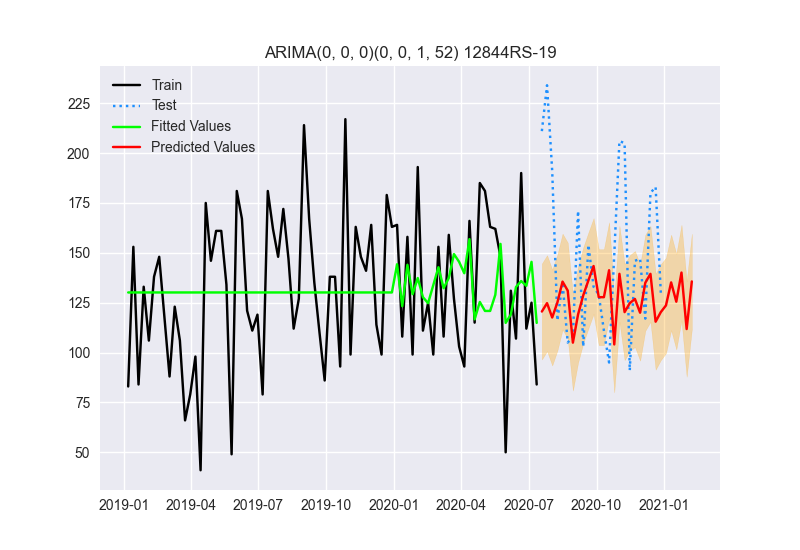 ARIMA(0, 0, 0)(0, 0, 1, 52) 12844RS-19
Train
Test
Fitted Values
Predicted Values
225
200
175
150
125
100
75
50
2019-01 2019-04 2019-07 2019-10 2020-01 2020-04 2020-07 2020-10 2021-01